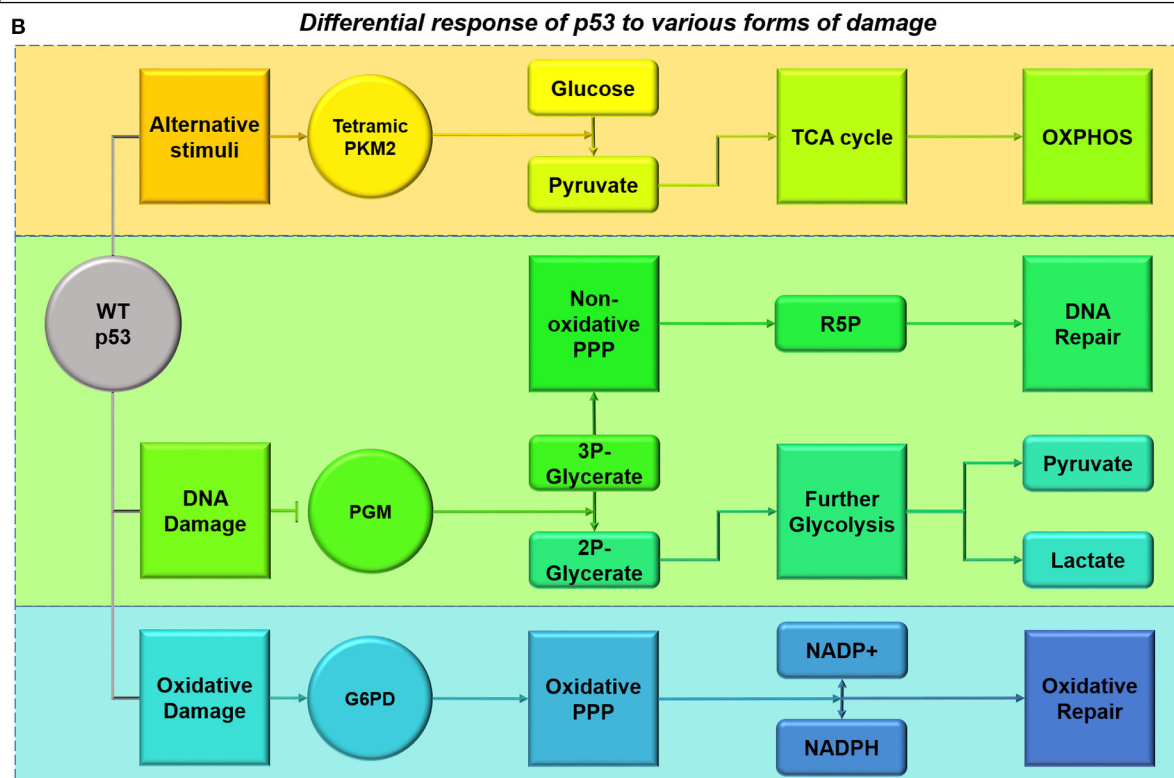 B
Differential response of p53 to various forms of damage
Alternative
stimuli
Tetramic
PKM2
Glucose
Pyruvate
TCA cycle
OXPHOS
WT
p53
Non-
oxidative
PPP
R5P
DNA
Repair
DNA
Damage
PGM
3P-
Glycerate
2P-
Glycerate
Further
Glycolysis
Pyruvate
Lactate
Oxidative
Damage
G6PD
Oxidative
PPP
NADP+
NADPH
Oxidative
Repair